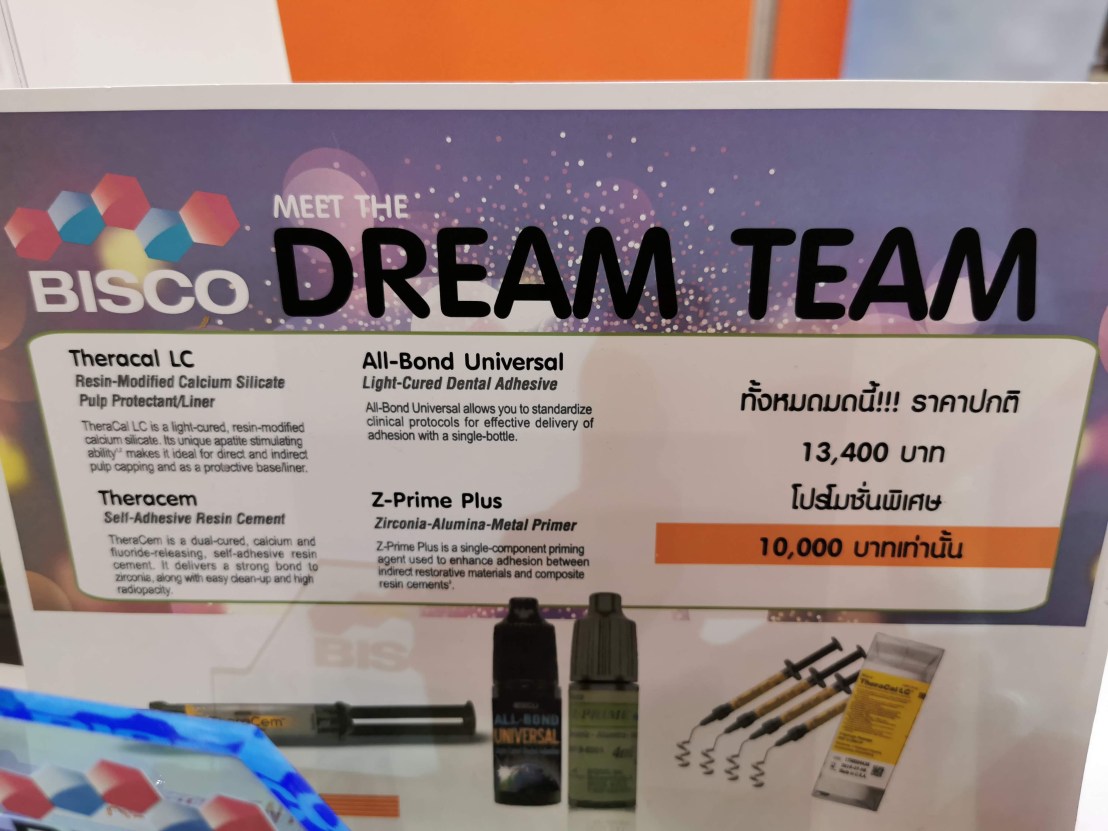 BISCO
MEET THE
DREAM TEAM
Theracal LC
Resin-Modified Calcium Silicate
Pulp Protectant/Liner
TheraCal LC is a light-cured, resin-modified
calcium silicate. Its unique apatite stimulating
ability makes it ideal for direct and indirect
pulp capping and as a protective base/liner.
Theracem
Self-Adhesive Resin Cement
TheraCem is a dual-cured, calcium and
fluoride-releasing, self-adhesive resin
cement. It delivers a strong bond to
zirconia, along with easy clean-up and high
radiopacity.
All-Bond Universal
Light-Cured Dental Adhesive
All-Bond Universal allows you to standardize
clinical protocols for effective delivery of
adhesion with a single-bottle.
Z-Prime Plus
Zirconia-Alumina-Metal Primer
Z-Prime Plus is a single-component priming
agent used to enhance adhesion between
indirect restorative materials and composite
resin cements¹.
ทั้งหมดมดนี้!!! ราคาปกติ
13,400 บาท
โปรโมชั่นพิเศษ
10,000 บาทเท่านั้น
BIS
Cem
ALL-BOND
UNIVERSAL
Z-PRIME
4ml
TheraCal LC